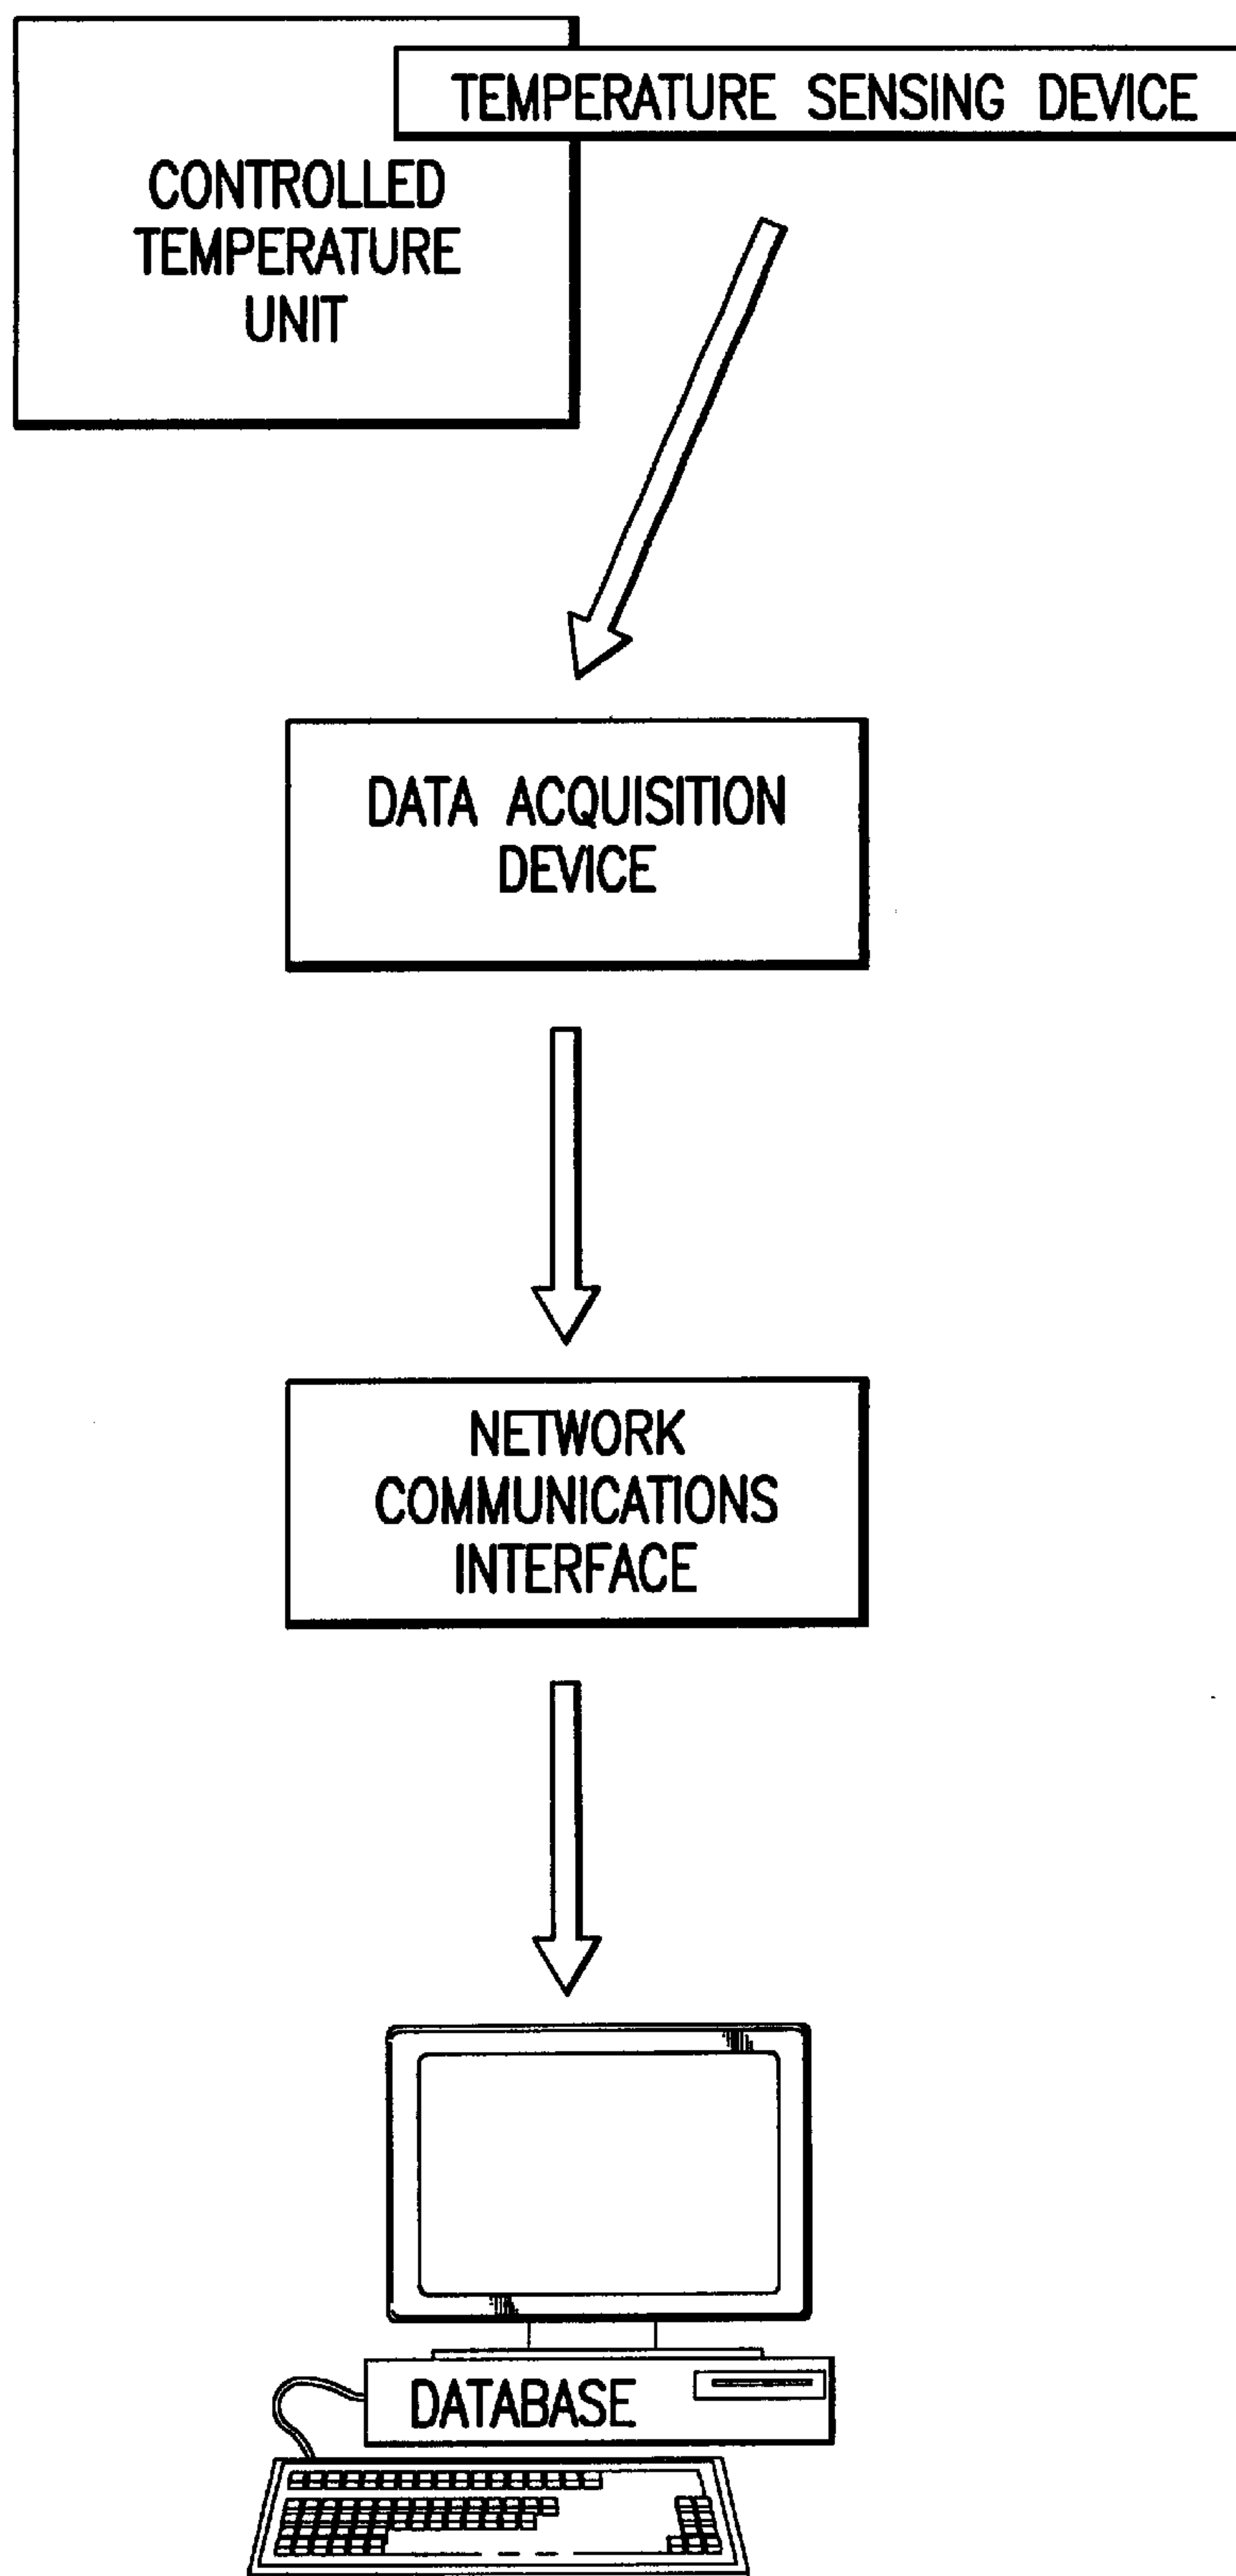 TEMPERATURE SENSING DEVICE
CONTROLLED
TEMPERATURE
UNIT
DATA ACQUISITION
DEVICE
NETWORK
COMMUNICATIONS
INTERFACE
DATABASE